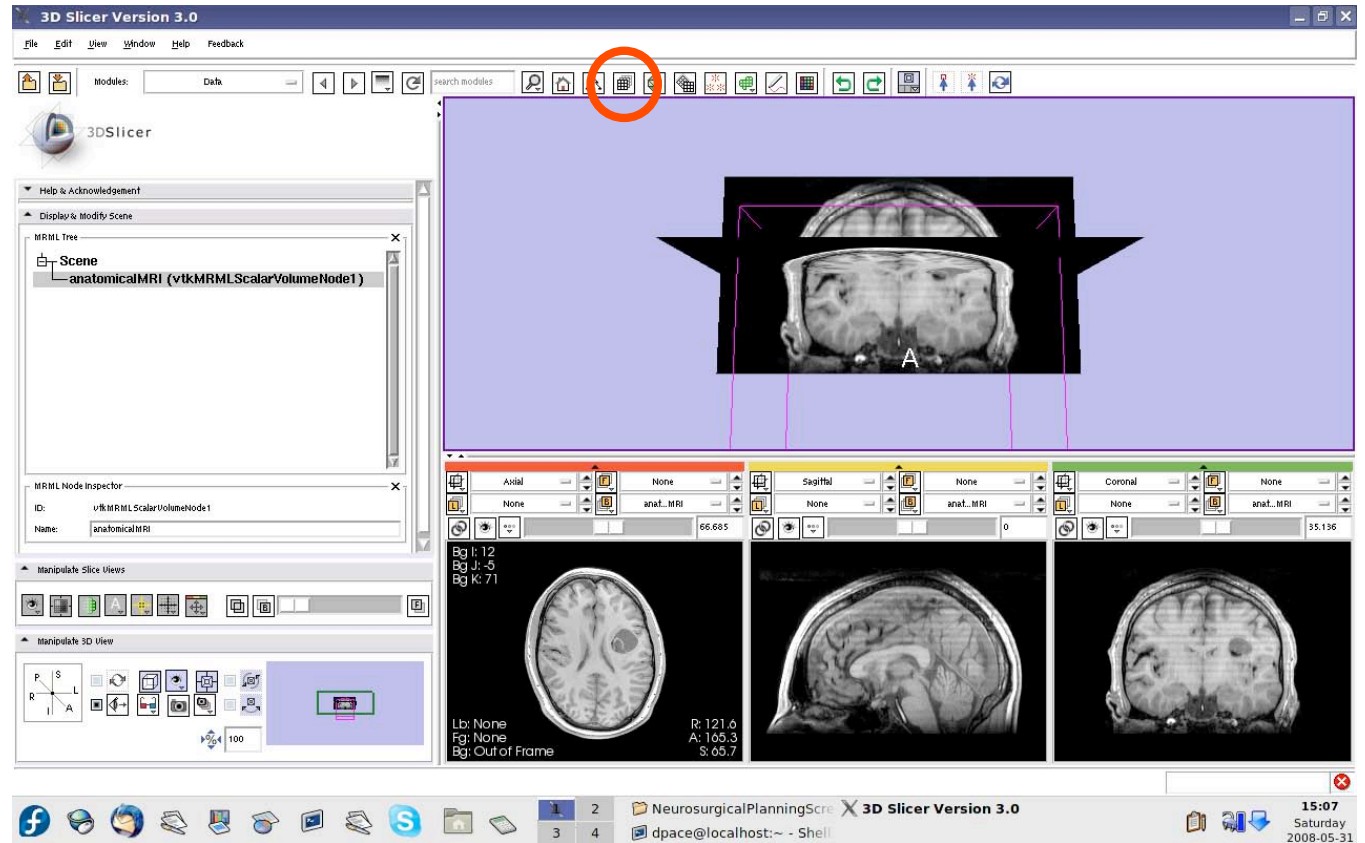 3D Slicer Version 3.0
File Edit View Window Help Feedback
Modules: Data search modules
3DSlicer
Help & Acknowledgement
Display & Modify Scene
MRML Tree
Scene
anatomicalMRI (vtkMRMLScalarVolumeNode1)
MRML Node Inspector
ID: vtkMRMLScalarVolumeNode1
Name: anatomicalMRI
Manipulate Slice Views
Manipulate 3D View
P S
R L
I A
100
A
Axial None
None anat...MRI
66.685
Sagittal None
None anat...MRI
0
Coronal None
None anat...MRI
35.136
Bg I: 12
Bg J: -5
Bg K: 71
Lb: None R: 121.6
Fg: None A: 165.3
Bg: Out of Frame S: 65.7
1 2
3 4
NeurosurgicalPlanningScre
3D Slicer Version 3.0
dpace@localhost:~ - Shell
15:07
Saturday
2008-05-31